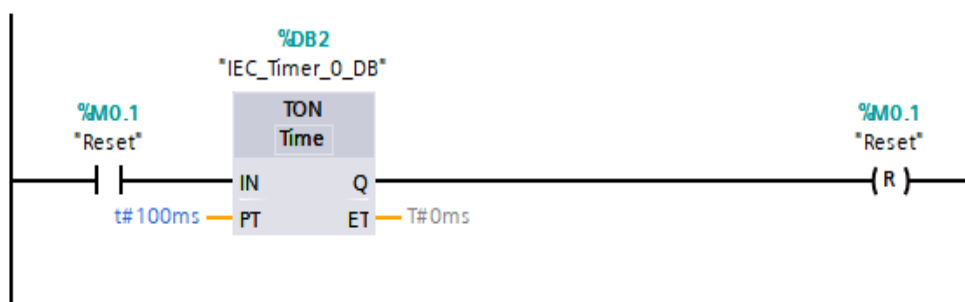 %DB2
"IEC_Timer_0_DB"
%M0.1
"Reset"
TON
Time
%M0.1
"Reset"
IN
Q
R
t#100ms
PT
ET
T#0ms